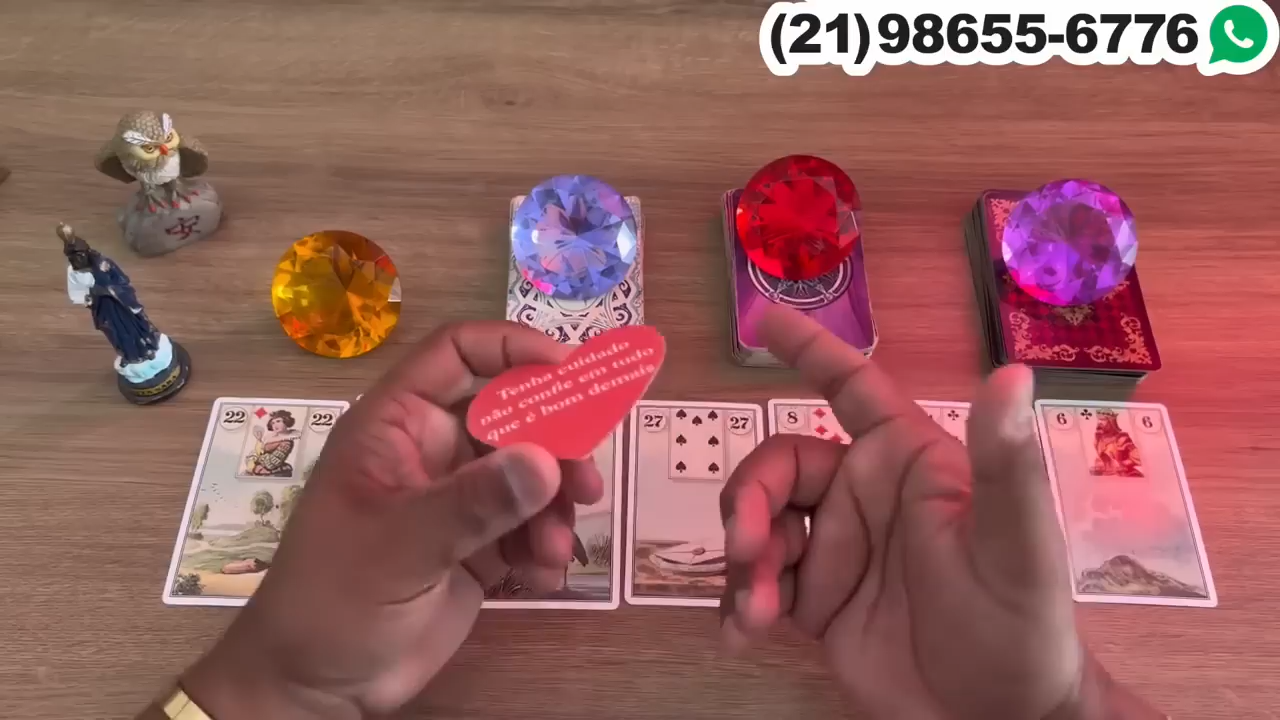 (21)98655-6776
Tenha cuidado
não confie em tudo
que é bom demais
22 22
27 27
8
6 6